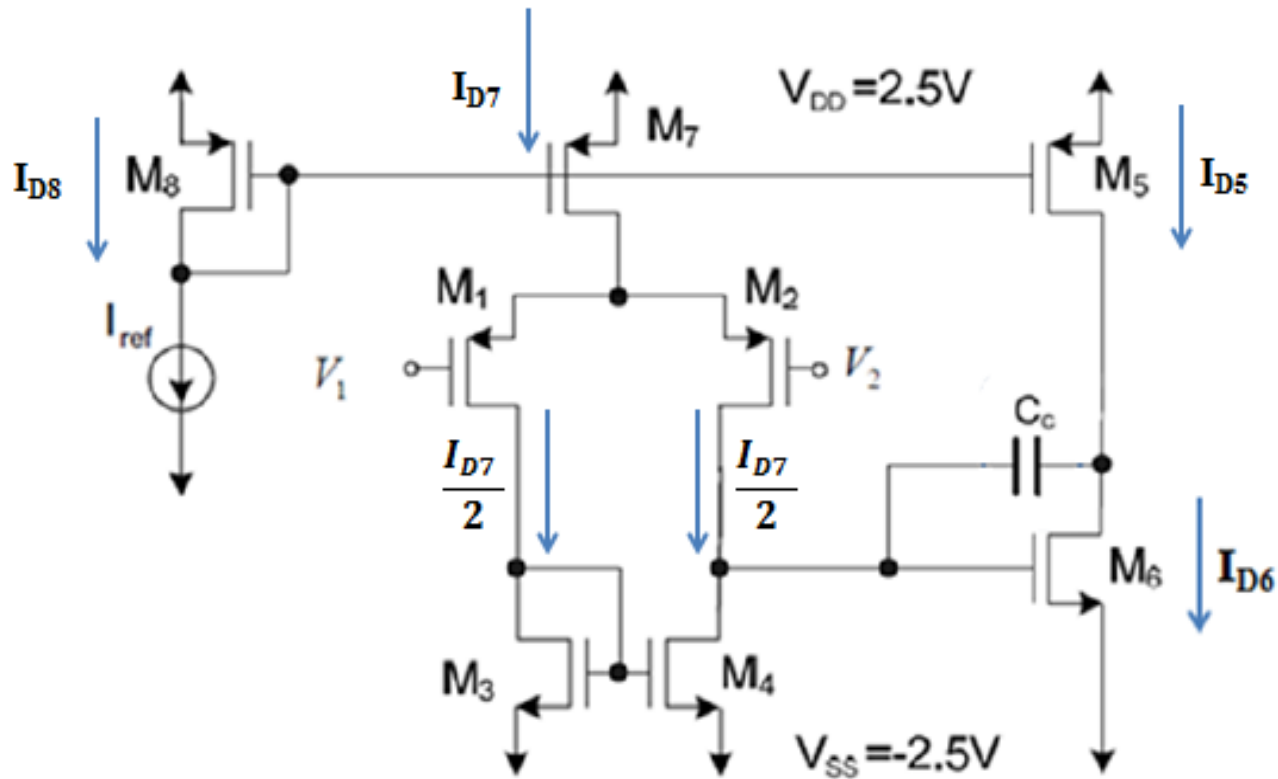 I_D7
V_DD =2.5V
I_D8
M_8
M_7
M_5
I_D5
M_1
M_2
I_ref
V_1
V_2
C_c
I_D7
2
I_D7
2
M_6
I_D6
M_3
M_4
V_SS =-2.5V